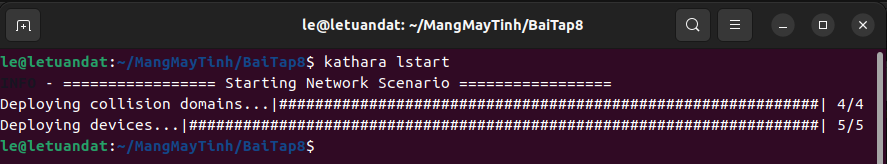 le@letuandat: ~/MangMayTinh/BaiTap8
le@letuandat:~/MangMayTinh/BaiTap8$ kathara lstart
- ================= Starting Network Scenario =================
Deploying collision domains...|############################################################| 4/4
Deploying devices...|######################################################################| 5/5
le@letuandat:~/MangMayTinh/BaiTap8$